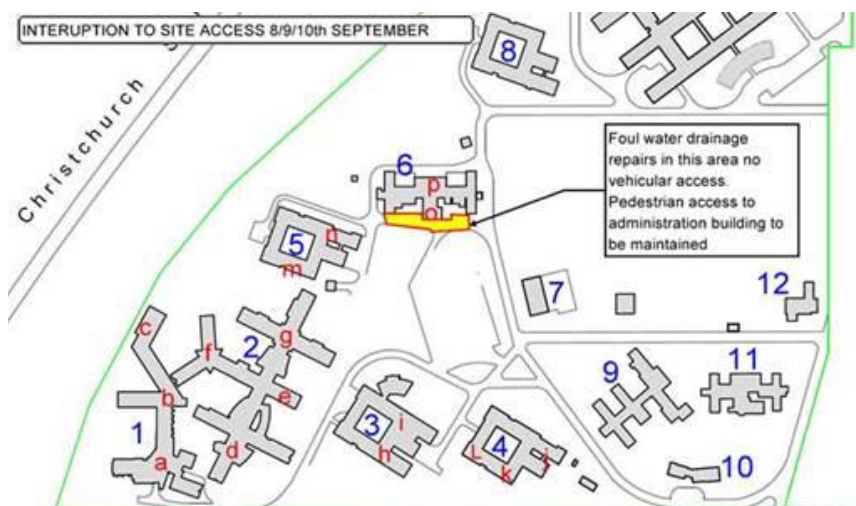 INTERUPTION TO SITE ACCESS 8/9/10th SEPTEMBER
8
Christchurch
Foul water drainage
repairs in this area no
vehicular access.
Pedestrian access to
administration building to
be maintained
6
p
o
n
5
m
7
12
c
g
f
2
9
11
b
e
1
3
i
4
d
h
L
j
a
k
10